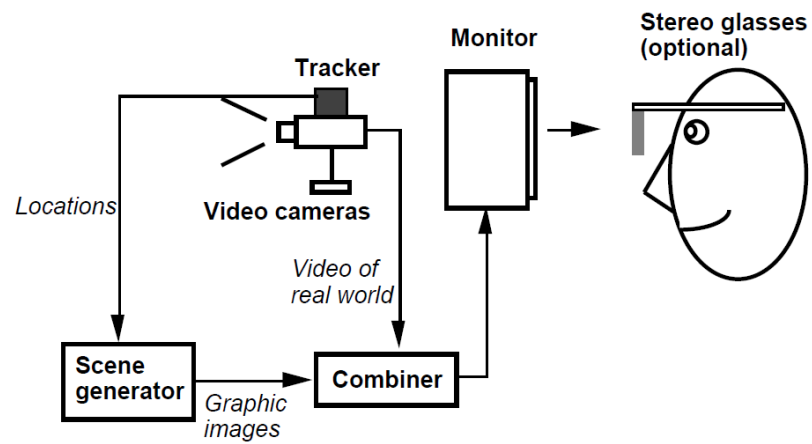 Stereo glasses
(optional)
Monitor
Tracker
Locations
Video cameras
Video of
real world
Scene
generator
Graphic
images
Combiner